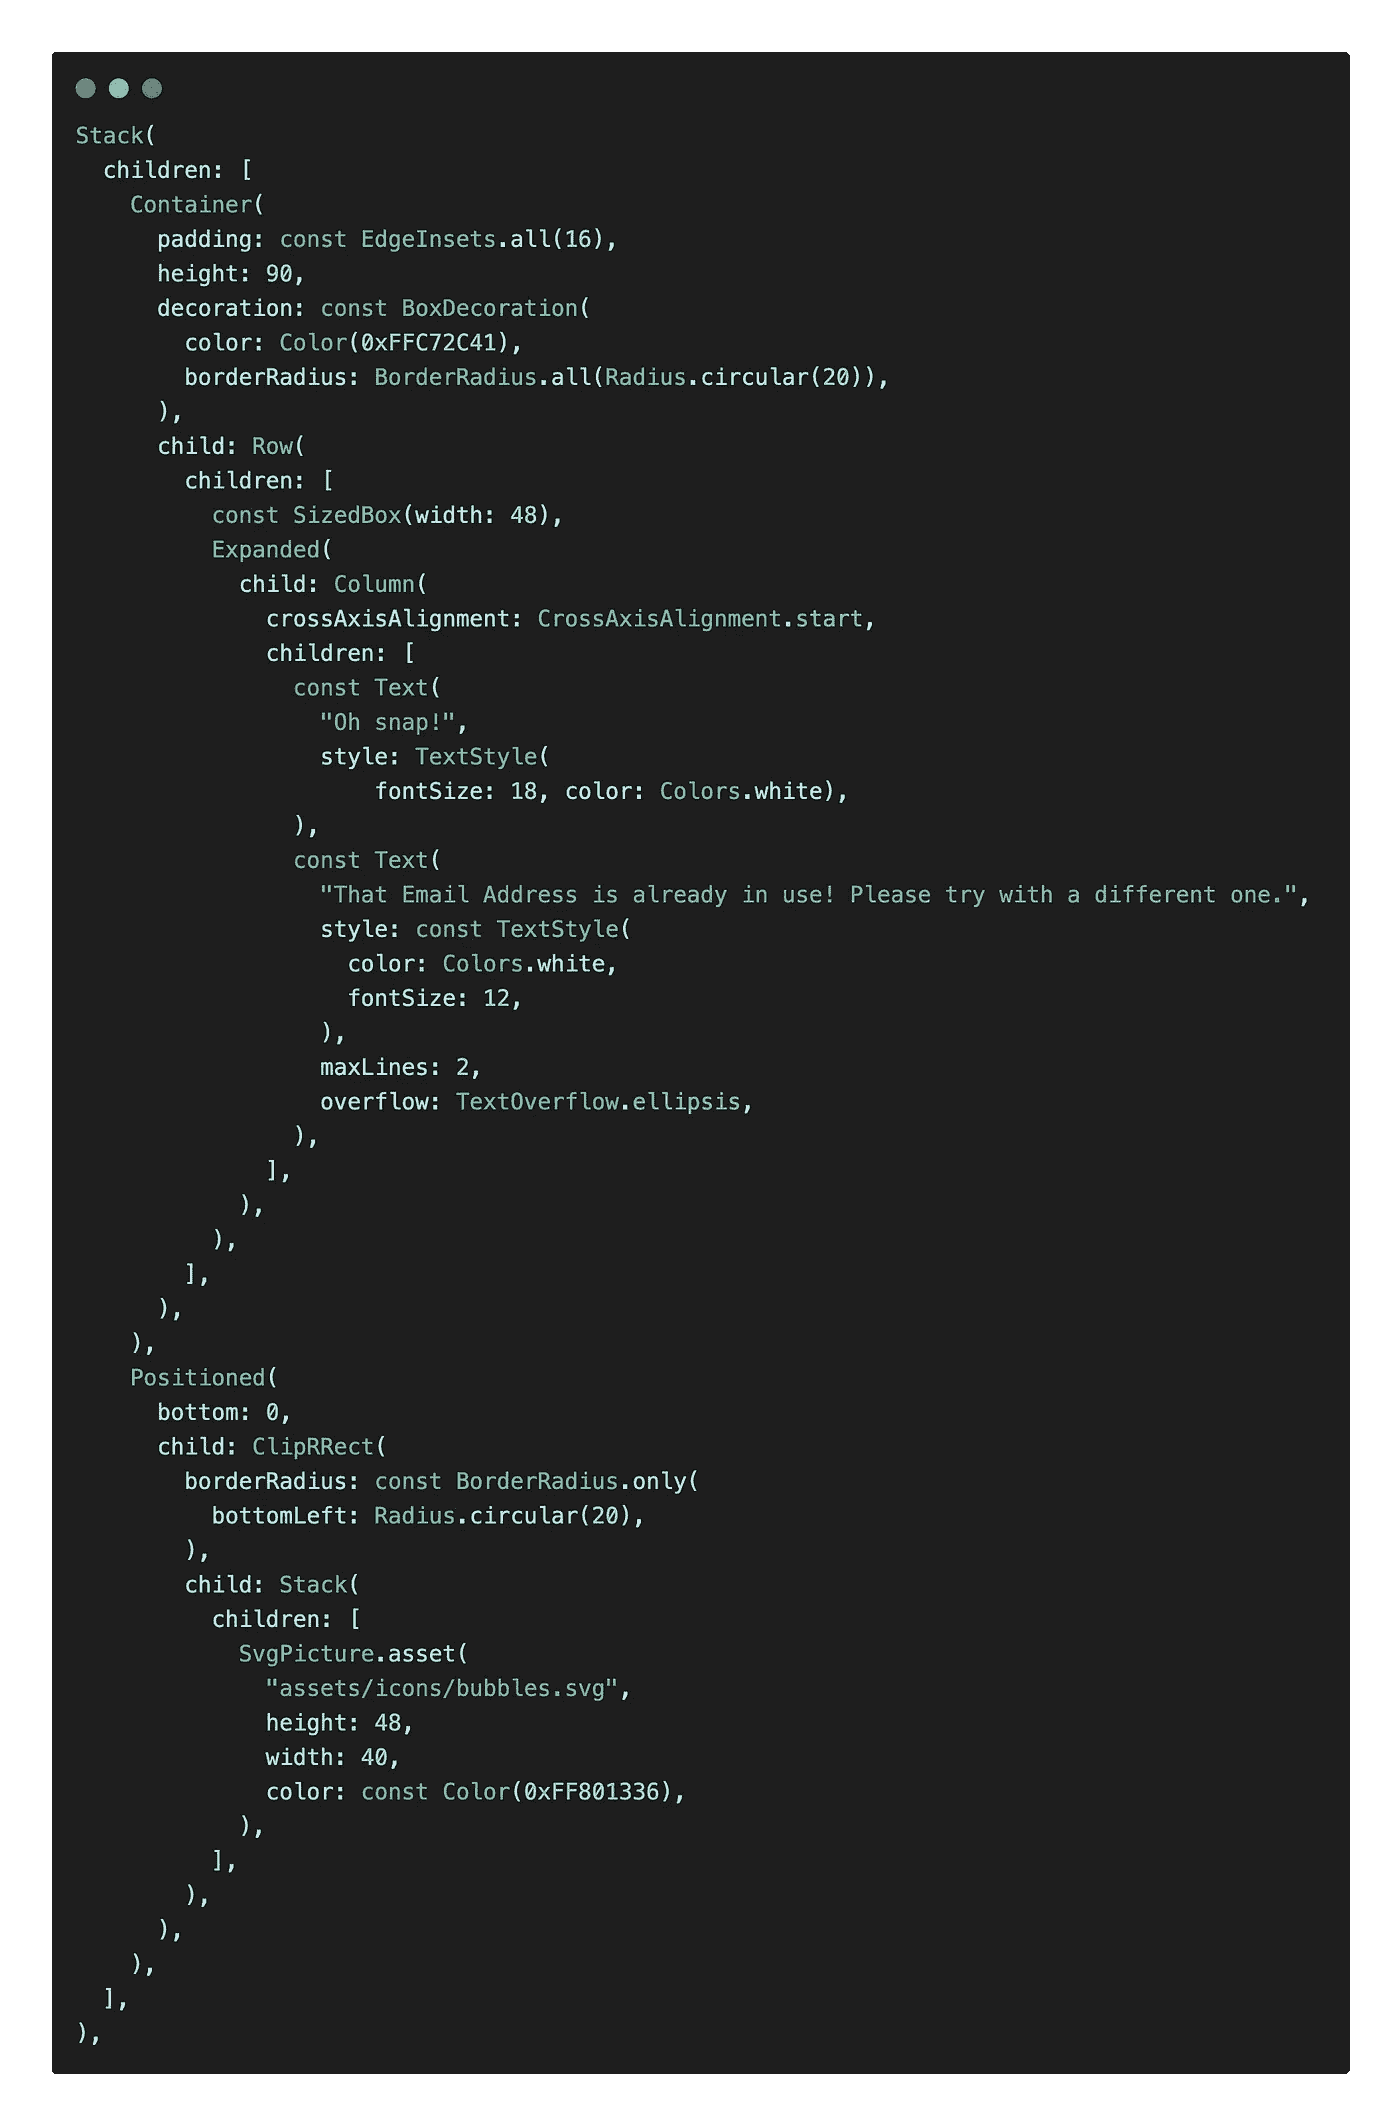 Stack(
  children: [
    Container(
      padding: const EdgeInsets.all(16),
      height: 90,
      decoration: const BoxDecoration(
        color: Color(0xFFC72C41),
        borderRadius: BorderRadius.all(Radius.circular(20)),
      ),
      child: Row(
        children: [
          const SizedBox(width: 48),
          Expanded(
            child: Column(
              crossAxisAlignment: CrossAxisAlignment.start,
              children: [
                const Text(
                  "Oh snap!",
                  style: TextStyle(
                      fontSize: 18, color: Colors.white),
                ),
                const Text(
                  "That Email Address is already in use! Please try with a different one.",
                  style: const TextStyle(
                    color: Colors.white,
                    fontSize: 12,
                  ),
                  maxLines: 2,
                  overflow: TextOverflow.ellipsis,
                ),
              ],
            ),
          ),
        ],
      ),
    ),
    Positioned(
      bottom: 0,
      child: ClipRRect(
        borderRadius: const BorderRadius.only(
          bottomLeft: Radius.circular(20),
        ),
        child: Stack(
          children: [
            SvgPicture.asset(
              "assets/icons/bubbles.svg",
              height: 48,
              width: 40,
              color: const Color(0xFF801336),
            ),
          ],
        ),
      ),
    ),
  ],
),